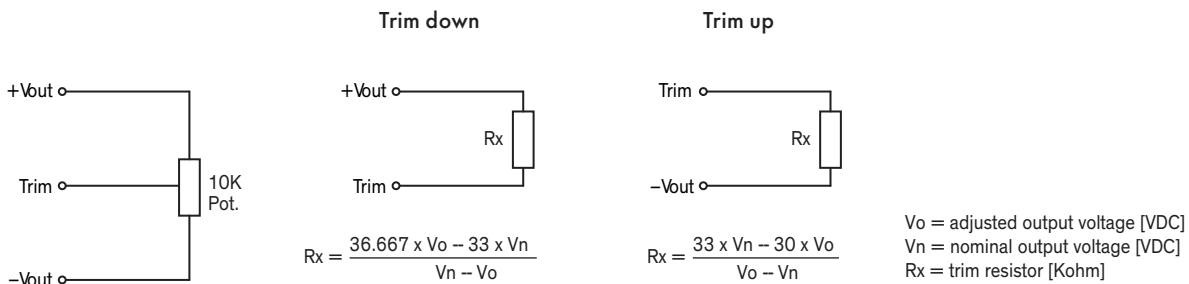 Trim down
Trim up
+Vout
Trim
–Vout
10K
Pot.
+Vout
Trim
Rx
Rx = 36.667 x Vo – 33 x Vn
Vn – Vo
Trim
–Vout
Rx
Rx = 33 x Vn – 30 x Vo
Vo – Vn
Vo = adjusted output voltage [VDC]
Vn = nominal output voltage [VDC]
Rx = trim resistor [Kohm]